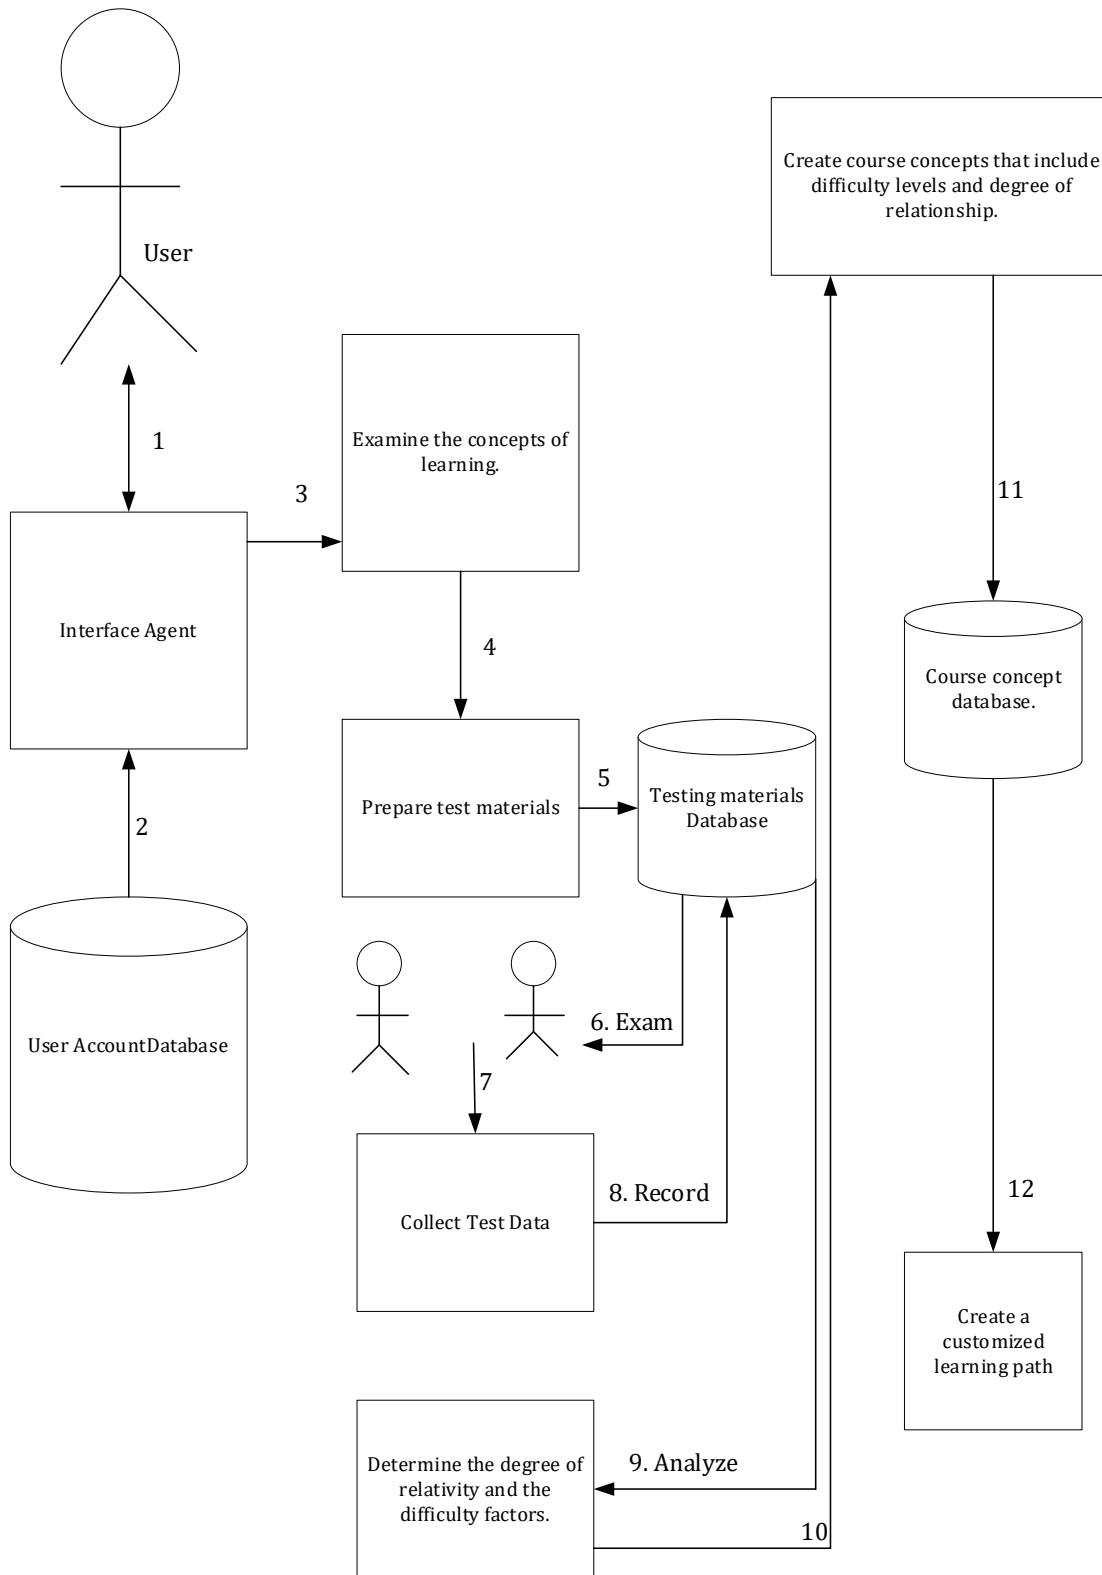 User
1
Interface Agent
2
User AccountDatabase
3
Examine the concepts of
learning.
4
Prepare test materials
5
Testing materials
Database
6. Exam
7
Collect Test Data
8. Record
9. Analyze
Determine the degree of
relativity and the
difficulty factors.
10
Create course concepts that include
difficulty levels and degree of
relationship.
11
Course concept
database.
12
Create a
customized
learning path